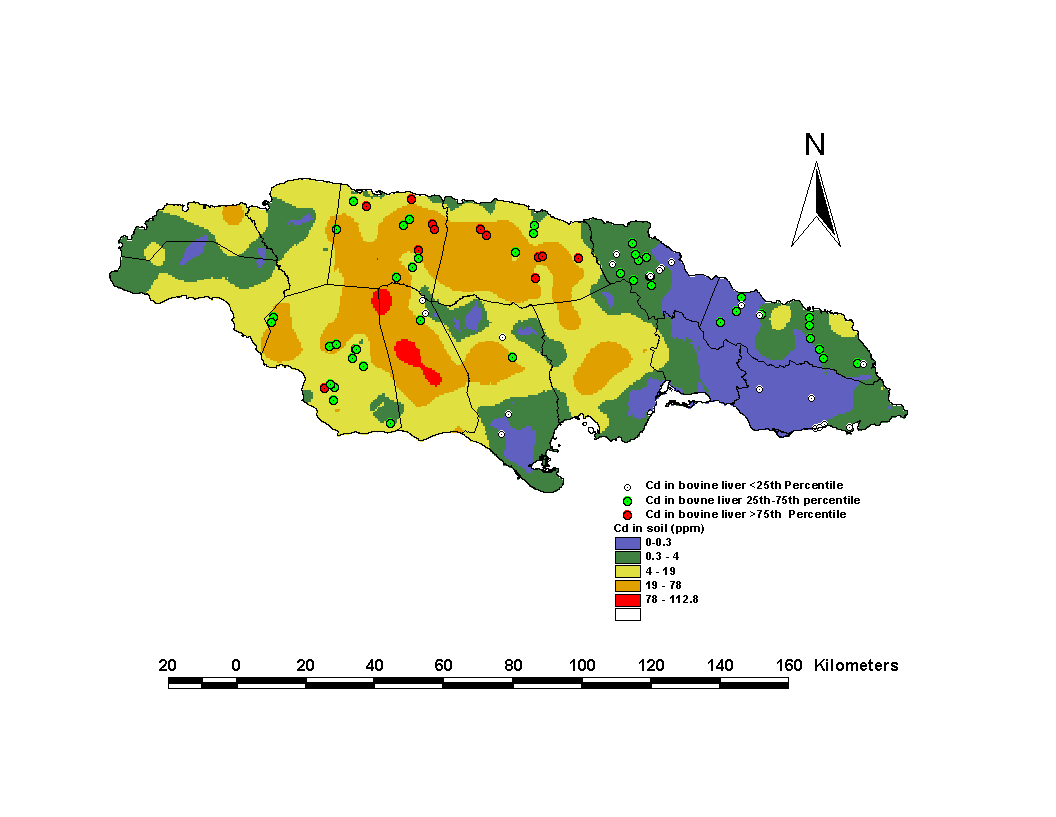 N
Cd in bovine liver <25th Percentile
Cd in bovne liver 25th-75th percentile
Cd in bovine liver >75th Percentile
Cd in soil (ppm)
0-0.3
0.3 - 4
4 - 19
19 - 78
78 - 112.8
20 0 20 40 60 80 100 120 140 160 Kilometers